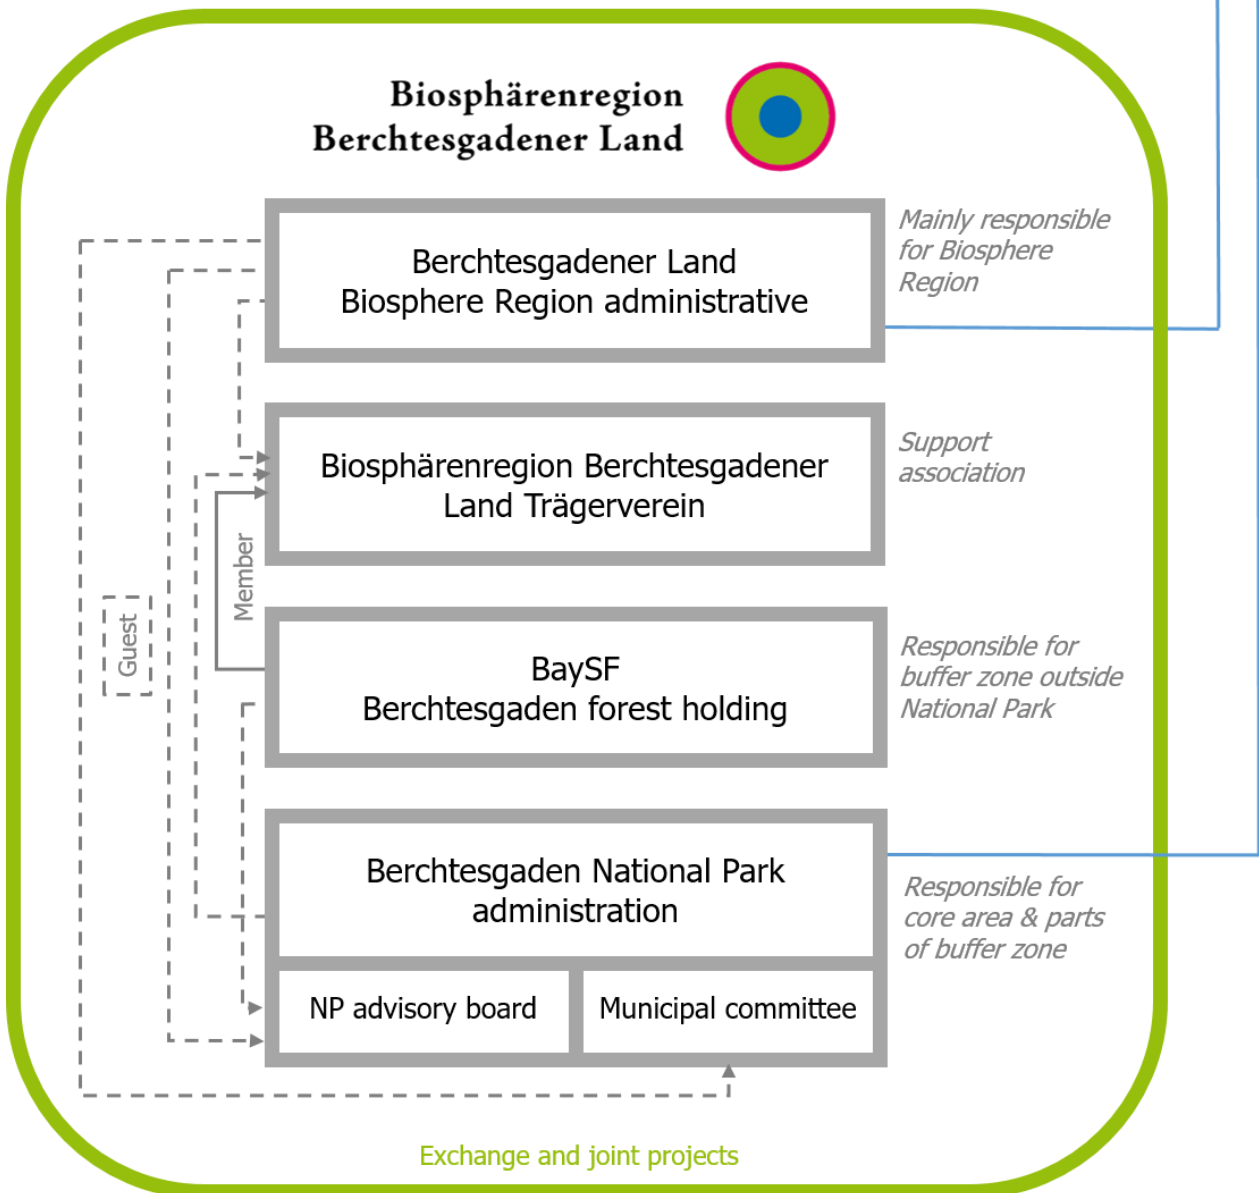 Biosphärenregion
Berchtesgadener Land
Berchtesgadener Land
Biosphere Region administrative
Mainly responsible
for Biosphere
Region
Biosphärenregion Berchtesgadener
Land Trägerverein
Support
association
Member
Guest
BaySF
Berchtesgaden forest holding
Responsible for
buffer zone outside
National Park
Berchtesgaden National Park
administration
Responsible for
core area & parts
of buffer zone
NP advisory board
Municipal committee
Exchange and joint projects